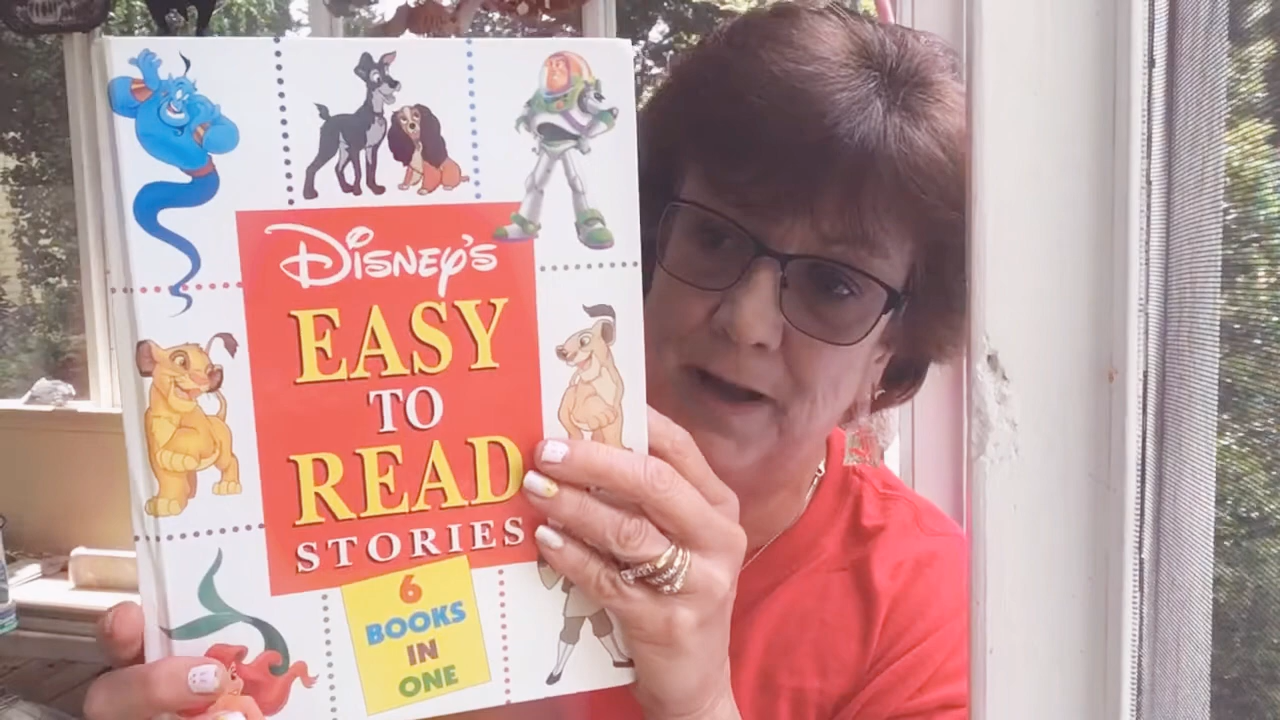 DISNEY'S
EASY
TO
READ
STORIES
6
BOOKS
IN
ONE